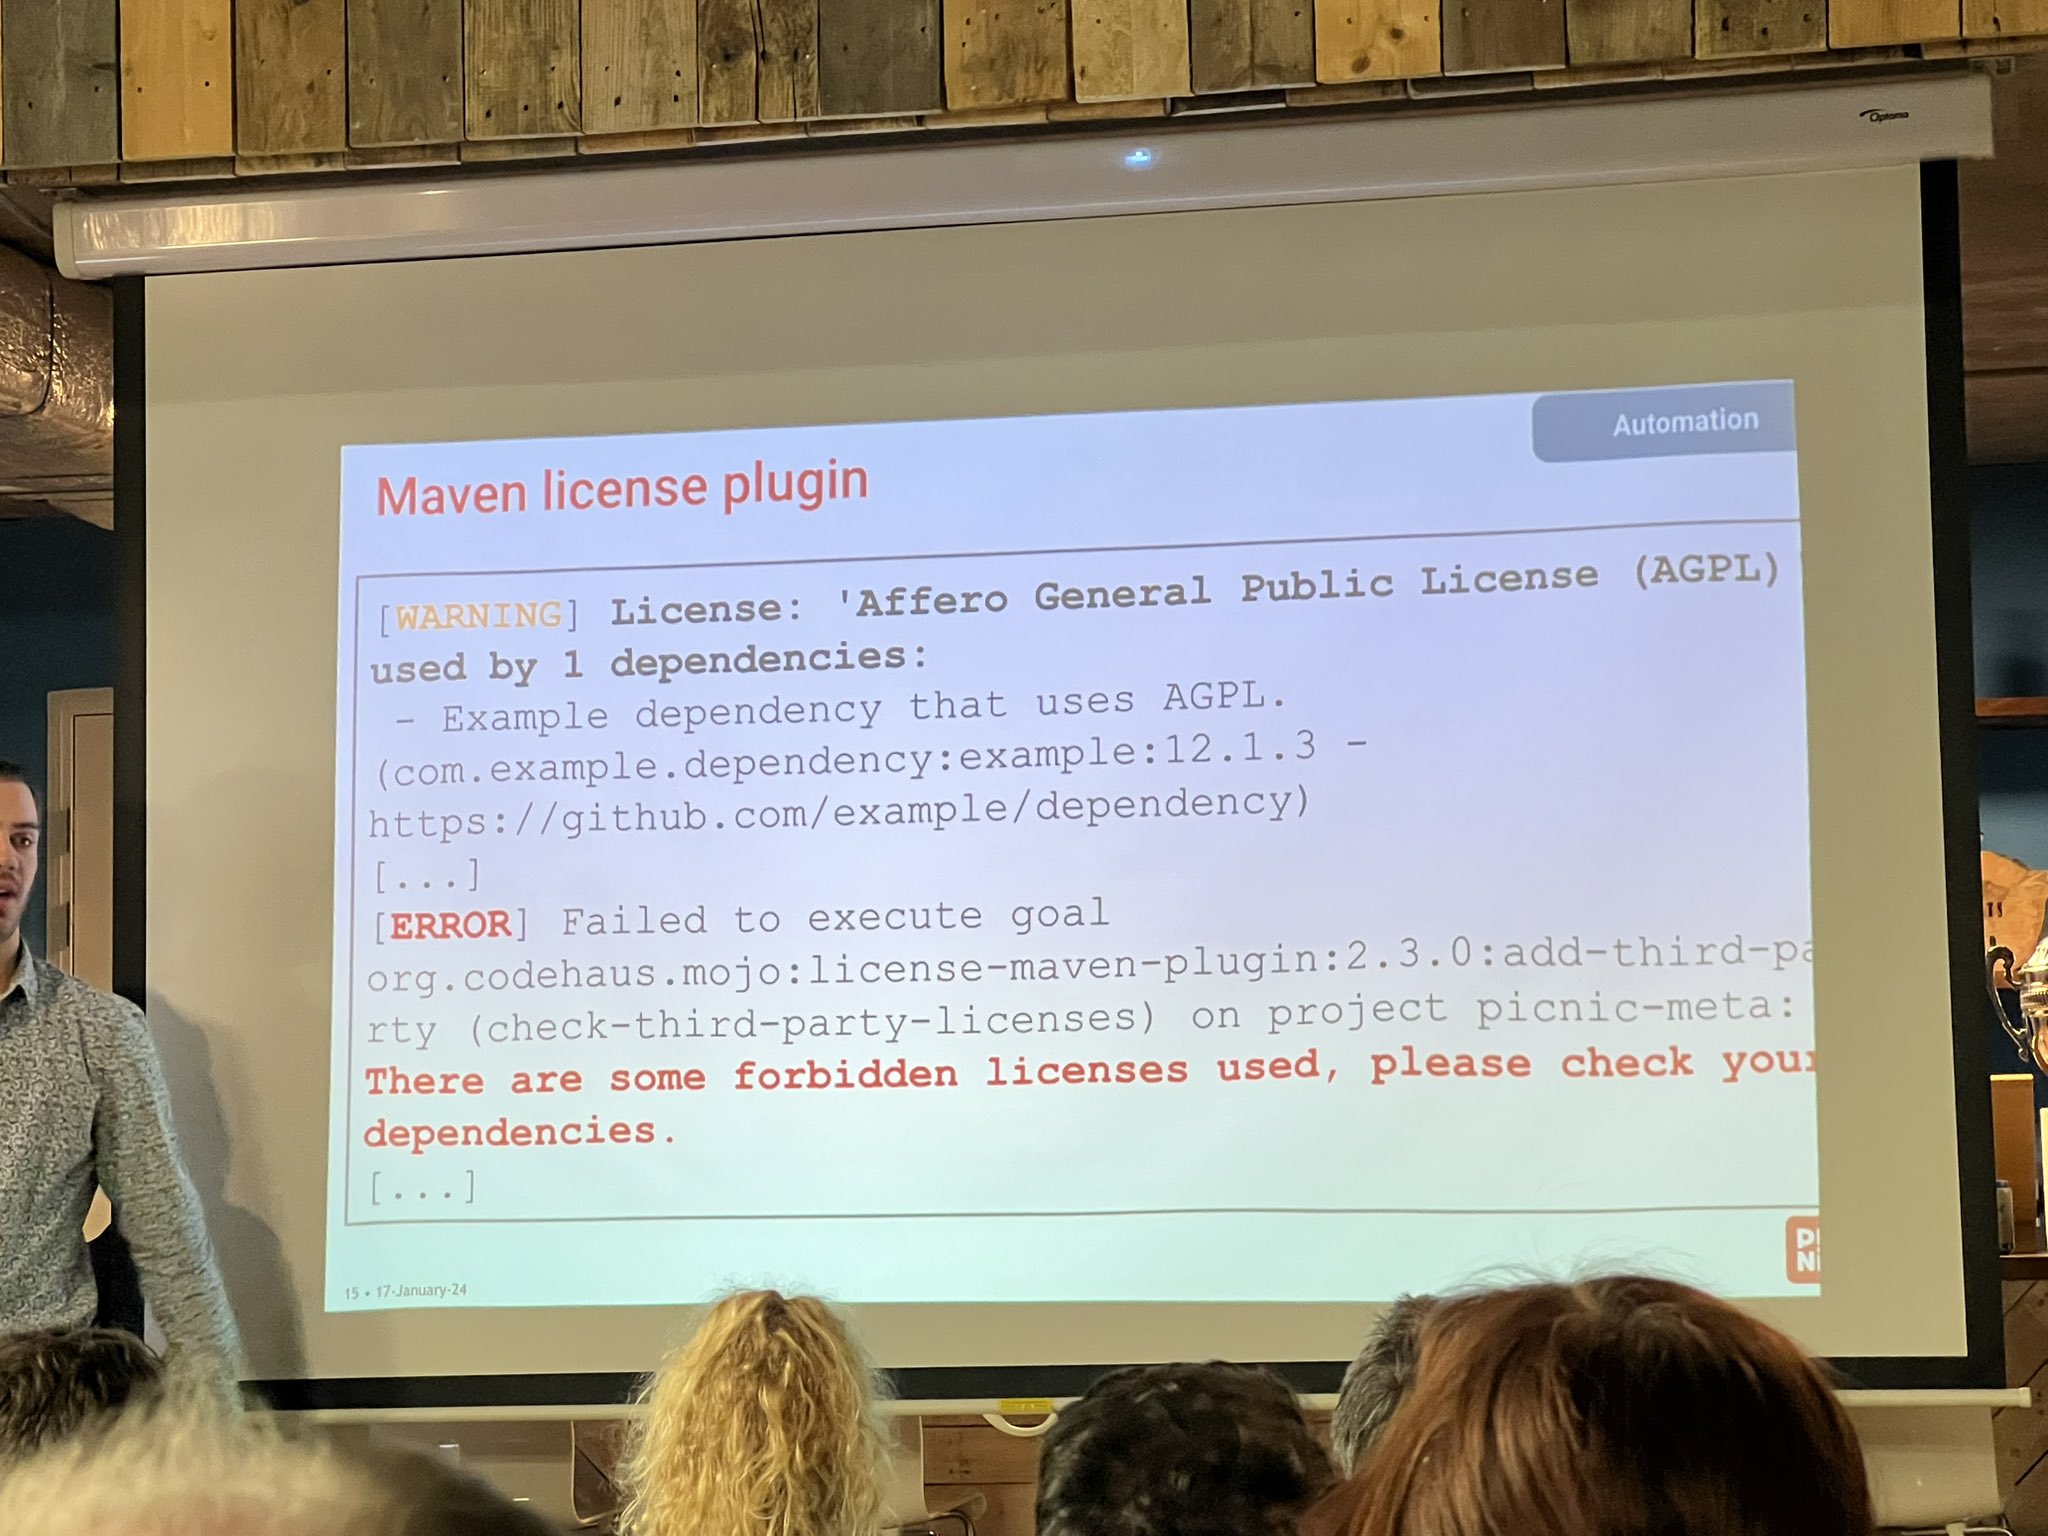 Optoma
Automation
Maven license plugin
[WARNING] License: 'Affero General Public License (AGPL)
used by 1 dependencies:
- Example dependency that uses AGPL.
(com.example.dependency:example:12.1.3 -
https://github.com/example/dependency)
[...]
[ERROR] Failed to execute goal
org.codehaus.mojo:license-maven-plugin:2.3.0:add-third-pa
rty (check-third-party-licenses) on project picnic-meta:
There are some forbidden licenses used, please check your
dependencies.
[...]
15 • 17-January-24